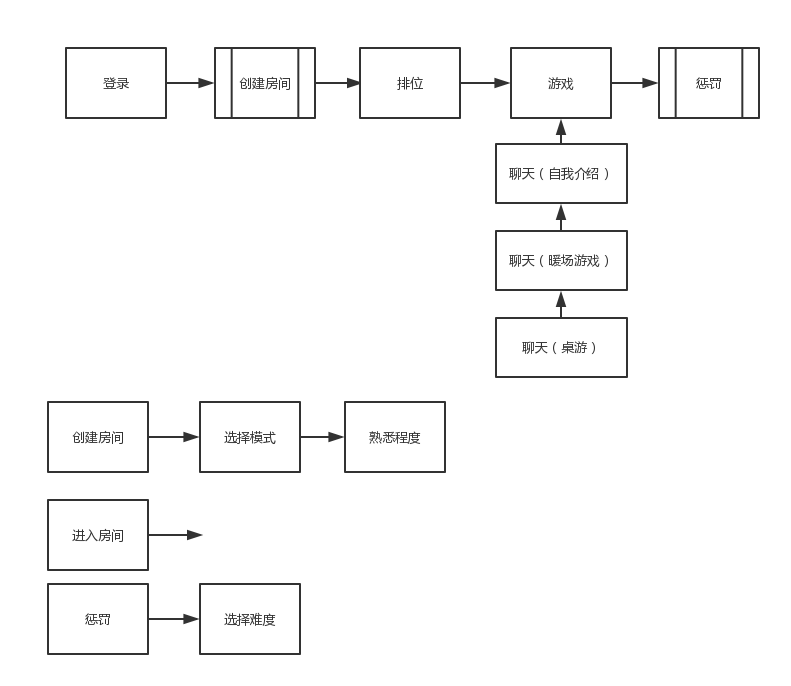 登录
创建房间
排位
游戏
惩罚
聊天（自我介绍）
聊天（暖场游戏）
聊天（桌游）
创建房间
选择模式
熟悉程度
进入房间
惩罚
选择难度